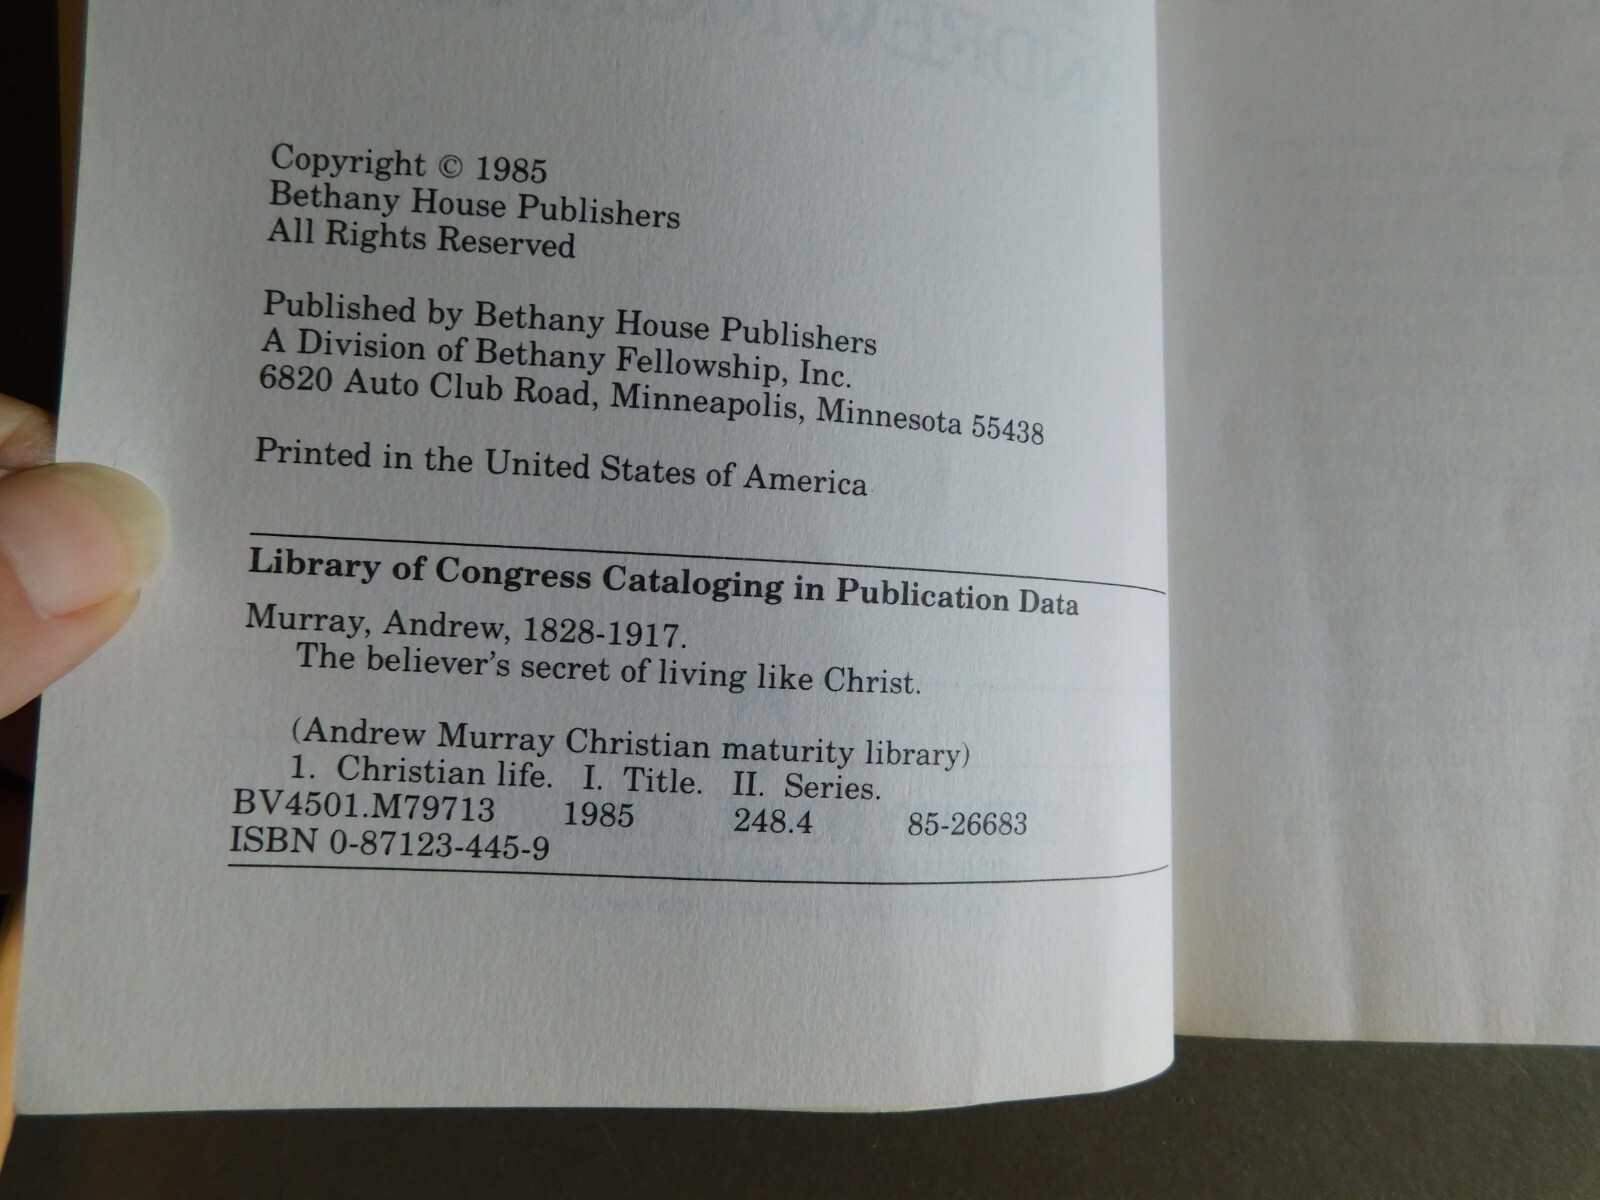 Copyright © 1985
Bethany House Publishers
All Rights Reserved
Published by Bethany House Publishers
A Division of Bethany Fellowship, Inc.
6820 Auto Club Road, Minneapolis, Minnesota 55438
Printed in the United States of America
Library of Congress Cataloging in Publication Data
Murray, Andrew, 1828-1917.
The believer's secret of living like Christ.
(Andrew Murray Christian maturity library)
1. Christian life. I. Title. II. Series.
BV4501.M79713 1985 248.4 85-26683
ISBN 0-87123-445-9